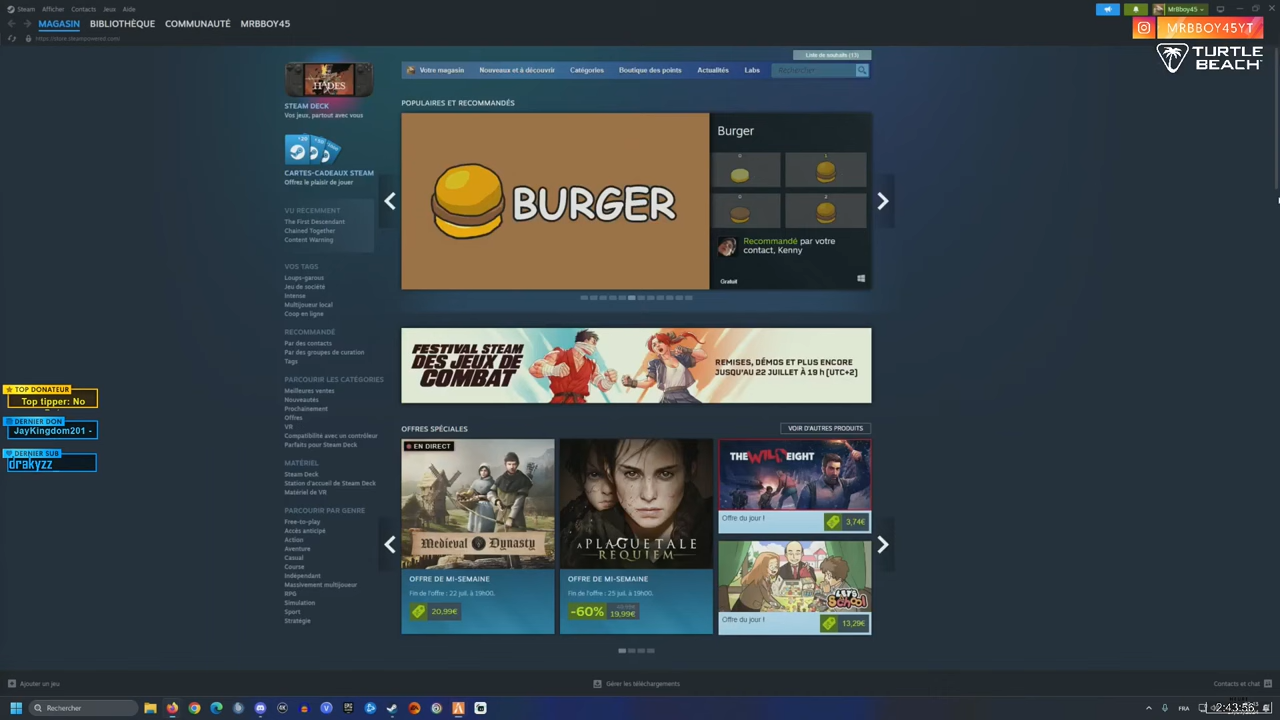 Steam Afficher Contacts Jeux Aide
MrBboy45
MAGASIN BIBLIOTHÈQUE COMMUNAUTÉ MRBBOY45
https://store.steampowered.com
MRBBOY45YT
TURTLE
BEACH
Liste de souhaits (13)
Votre magasin Nouveaux et à découvrir Catégories Boutique des points Actualités Labs Rechercher
HADES
STEAM DECK
Vos jeux, partout avec vous
CARTES-CADEAUX STEAM
Offrez le plaisir de jouer
VU RÉCEMMENT
The First Descendant
Chained Together
Content Warning
VOS TAGS
Loups-garous
Jeu de société
Intense
Multijoueur local
Coup en ligne
RECOMMANDÉ
Par des contacts
Par des groupes de curation
Tags
PARCOURIR LES CATÉGORIES
Meilleures ventes
Nouveautés
Prochainement
Offres
VR
Compatibilité avec un contrôleur
Parfaits pour Steam Deck
MATÉRIEL
Steam Deck
Station d'accueil de Steam Deck
Matériel de VR
PARCOURIR PAR GENRE
Free-to-play
Accès anticipé
Action
Aventure
Casual
Course
Indépendant
Massivement multijoueur
RPG
Simulation
Sport
Stratégie
POPULAIRES ET RECOMMANDÉS
BURGER
Burger
Recommandé par votre
contact, Kenny
Gratuit
FESTIVAL STEAM
DES JEUX DE
COMBAT
REMISES, DÉMOS ET PLUS ENCORE
JUSQU'AU 22 JUILLET À 19 h [UTC+2)
OFFRES SPÉCIALES
VOIR D'AUTRES PRODUITS
EN DIRECT
Medieval Dynasty
OFFRE DE MI-SEMAINE
Fin de l'offre : 22 juil. à 19h00.
20,99€
A PLAGUE TALE
REQUIEM
OFFRE DE MI-SEMAINE
Fin de l'offre : 25 juil. à 19h00.
-60% 19,99€
THE WILD EIGHT
Offre du jour !
3,74€
LET'S School
Offre du jour !
13,29€
TOP DONATEUR
Top tipper: No
DERNIER DON
JayKingdom201 -
DERNIER SUB
drakyzz
Ajouter un jeu
Gérer les téléchargements
Contacts et chat
Rechercher
FRA
2:43:56